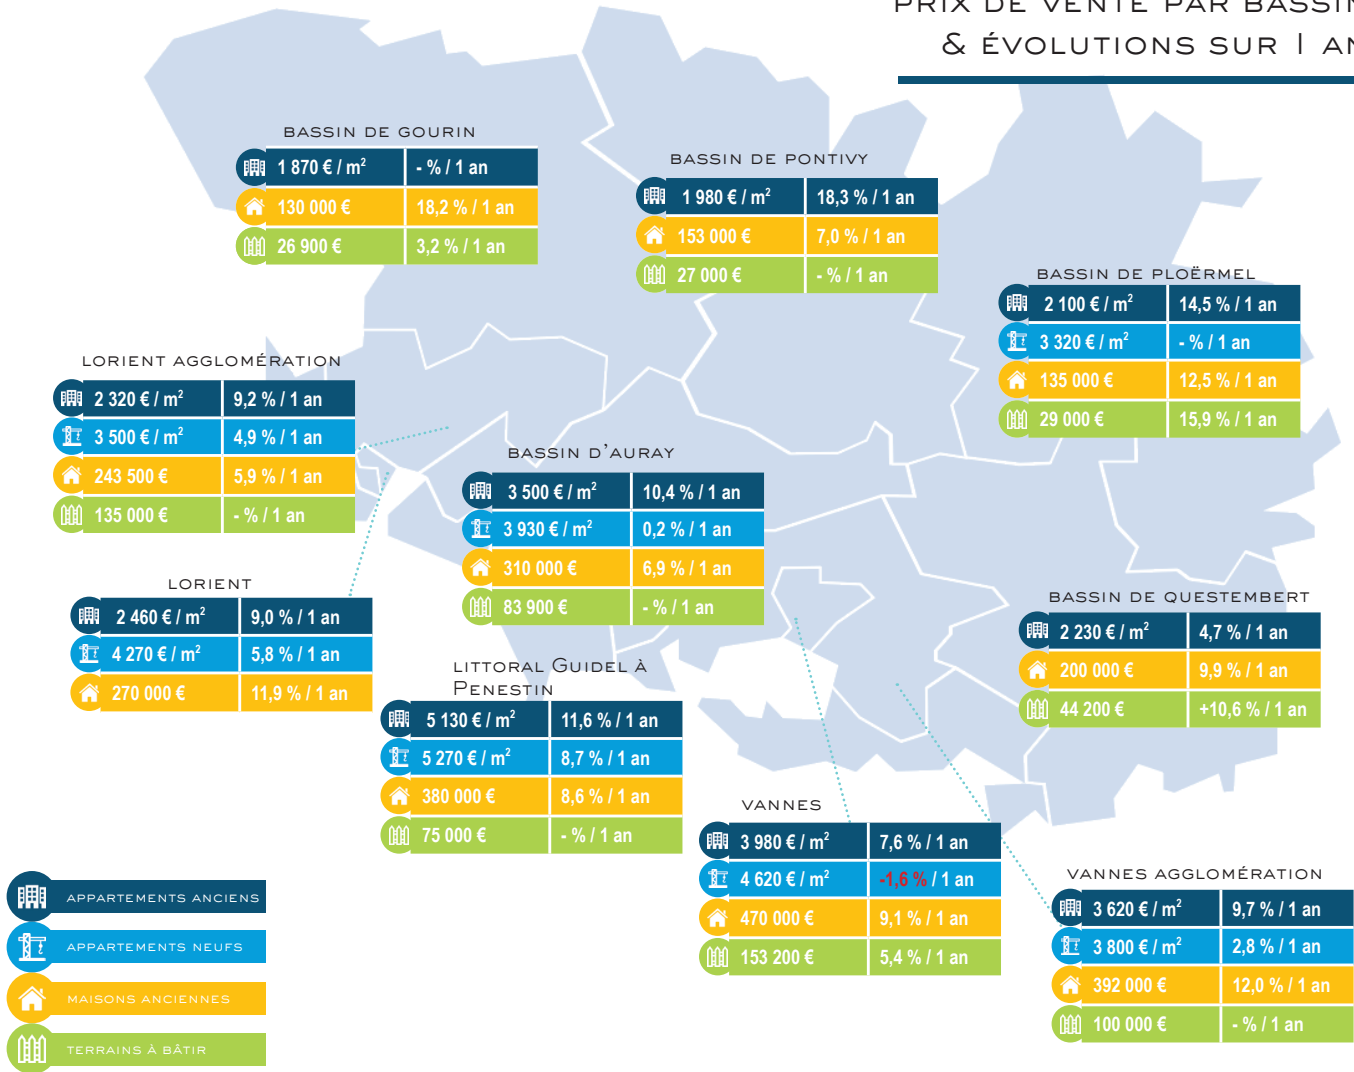 PRIX DE VENTE PAR BASSIN
& ÉVOLUTIONS SUR 1 AN
BASSIN DE GOURIN
1 870 € / m² - % / 1 an
130 000 € 18,2 % / 1 an
26 900 € 3,2 % / 1 an
BASSIN DE PONTIVY
1 980 € / m² 18,3 % / 1 an
153 000 € 7,0 % / 1 an
27 000 € - % / 1 an
BASSIN DE PLOËRMEL
2 100 € / m² 14,5 % / 1 an
3 320 € / m² - % / 1 an
135 000 € 12,5 % / 1 an
29 000 € 15,9 % / 1 an
LORIENT AGGLOMÉRATION
2 320 € / m² 9,2 % / 1 an
3 500 € / m² 4,9 % / 1 an
243 500 € 5,9 % / 1 an
135 000 € - % / 1 an
BASSIN D'AURAY
3 500 € / m² 10,4 % / 1 an
3 930 € / m² 0,2 % / 1 an
310 000 € 6,9 % / 1 an
83 900 € - % / 1 an
LORIENT
2 460 € / m² 9,0 % / 1 an
4 270 € / m² 5,8 % / 1 an
270 000 € 11,9 % / 1 an
BASSIN DE QUESTEMBERT
2 230 € / m² 4,7 % / 1 an
200 000 € 9,9 % / 1 an
44 200 € +10,6 % / 1 an
LITTORAL GUIDEL À
PENESTIN
5 130 € / m² 11,6 % / 1 an
5 270 € / m² 8,7 % / 1 an
380 000 € 8,6 % / 1 an
75 000 € - % / 1 an
VANNES
3 980 € / m² 7,6 % / 1 an
4 620 € / m² -1,6 % / 1 an
470 000 € 9,1 % / 1 an
153 200 € 5,4 % / 1 an
VANNES AGGLOMÉRATION
3 620 € / m² 9,7 % / 1 an
3 800 € / m² 2,8 % / 1 an
392 000 € 12,0 % / 1 an
100 000 € - % / 1 an
APPARTEMENTS ANCIENS
APPARTEMENTS NEUFS
MAISONS ANCIENNES
TERRAINS À BÂTIR